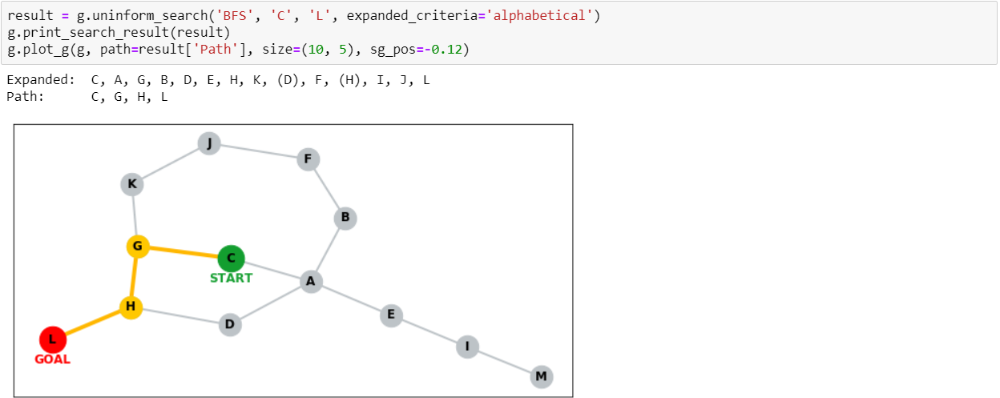 result = g.uninform_search('BFS', 'C', 'L', expanded_criteria='alphabetical')
g.print_search_result(result)
g.plot_g(g, path=result['Path'], size=(10, 5), sg_pos=-0.12)
Expanded:  C, A, G, B, D, E, H, K, (D), F, (H), I, J, L
Path:      C, G, H, L
J
F
K
B
G
C
START
A
H
E
D
L
GOAL
I
M